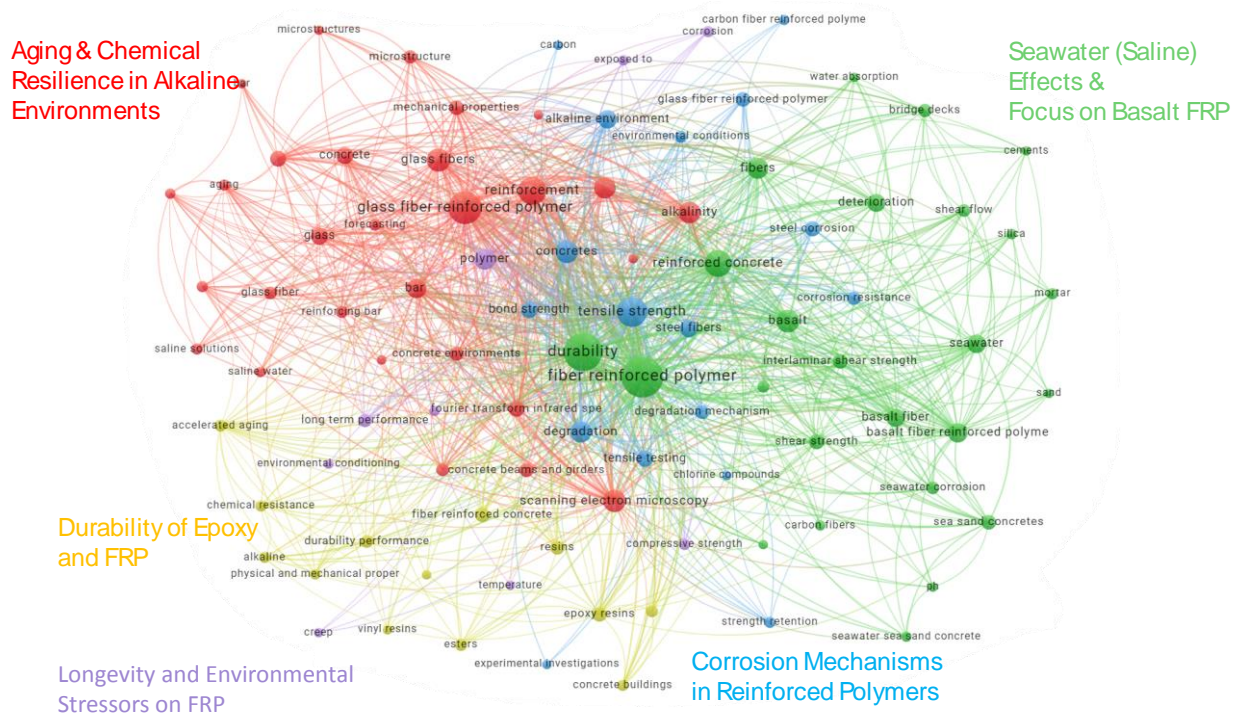 Aging & Chemical
Resilience in Alkaline
Environments
Seawater (Saline)
Effects &
Focus on Basalt FRP
carbon fiber reinforced polyme
microstructures
corrosion
carbon
microstructure
exposed to
water absorption
bar
glass fiber reinforced polymer
mechanical properties
bridge decks
alkaline environment
environmental conditions
cements
concrete
glass fibers
fibers
aging
reinforcement
glass fiber reinforced polymer
deterioration
alkalinity
shear flow
forecasting
glass
steel corrosion
silica
concretes
polymer
reinforced concrete
bar
glass fiber
corrosion resistance
mortar
reinforcing bar
bond strength
tensile strength
basalt
steel fibers
saline solutions
concrete environments
durability
seawater
interlaminar shear strength
saline water
fiber reinforced polymer
sand
fourier transform infrared spe
degradation mechanism
basalt fiber
accelerated aging
long term performance
degradation
basalt fiber reinforced polyme
shear strength
environmental conditioning
concrete beams and girders
tensile testing
chlorine compounds
seawater corrosion
chemical resistance
scanning electron microscopy
fiber reinforced concrete
carbon fibers
sea sand concretes
Durability of Epoxy
and FRP
durability performance
resins
compressive strength
alkaline
physical and mechanical proper
temperature
ph
epoxy resins
strength retention
creep
vinyl resins
esters
seawater sea sand concrete
experimental investigations
concrete buildings
Longevity and Environmental
Stressors on FRP
Corrosion Mechanisms
in Reinforced Polymers